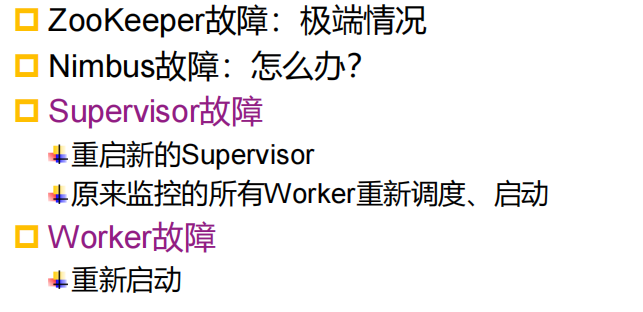 ZooKeeper故障：极端情况
Nimbus故障：怎么办？
Supervisor故障
重启新的Supervisor
原来监控的所有Worker重新调度、启动
Worker故障
重新启动